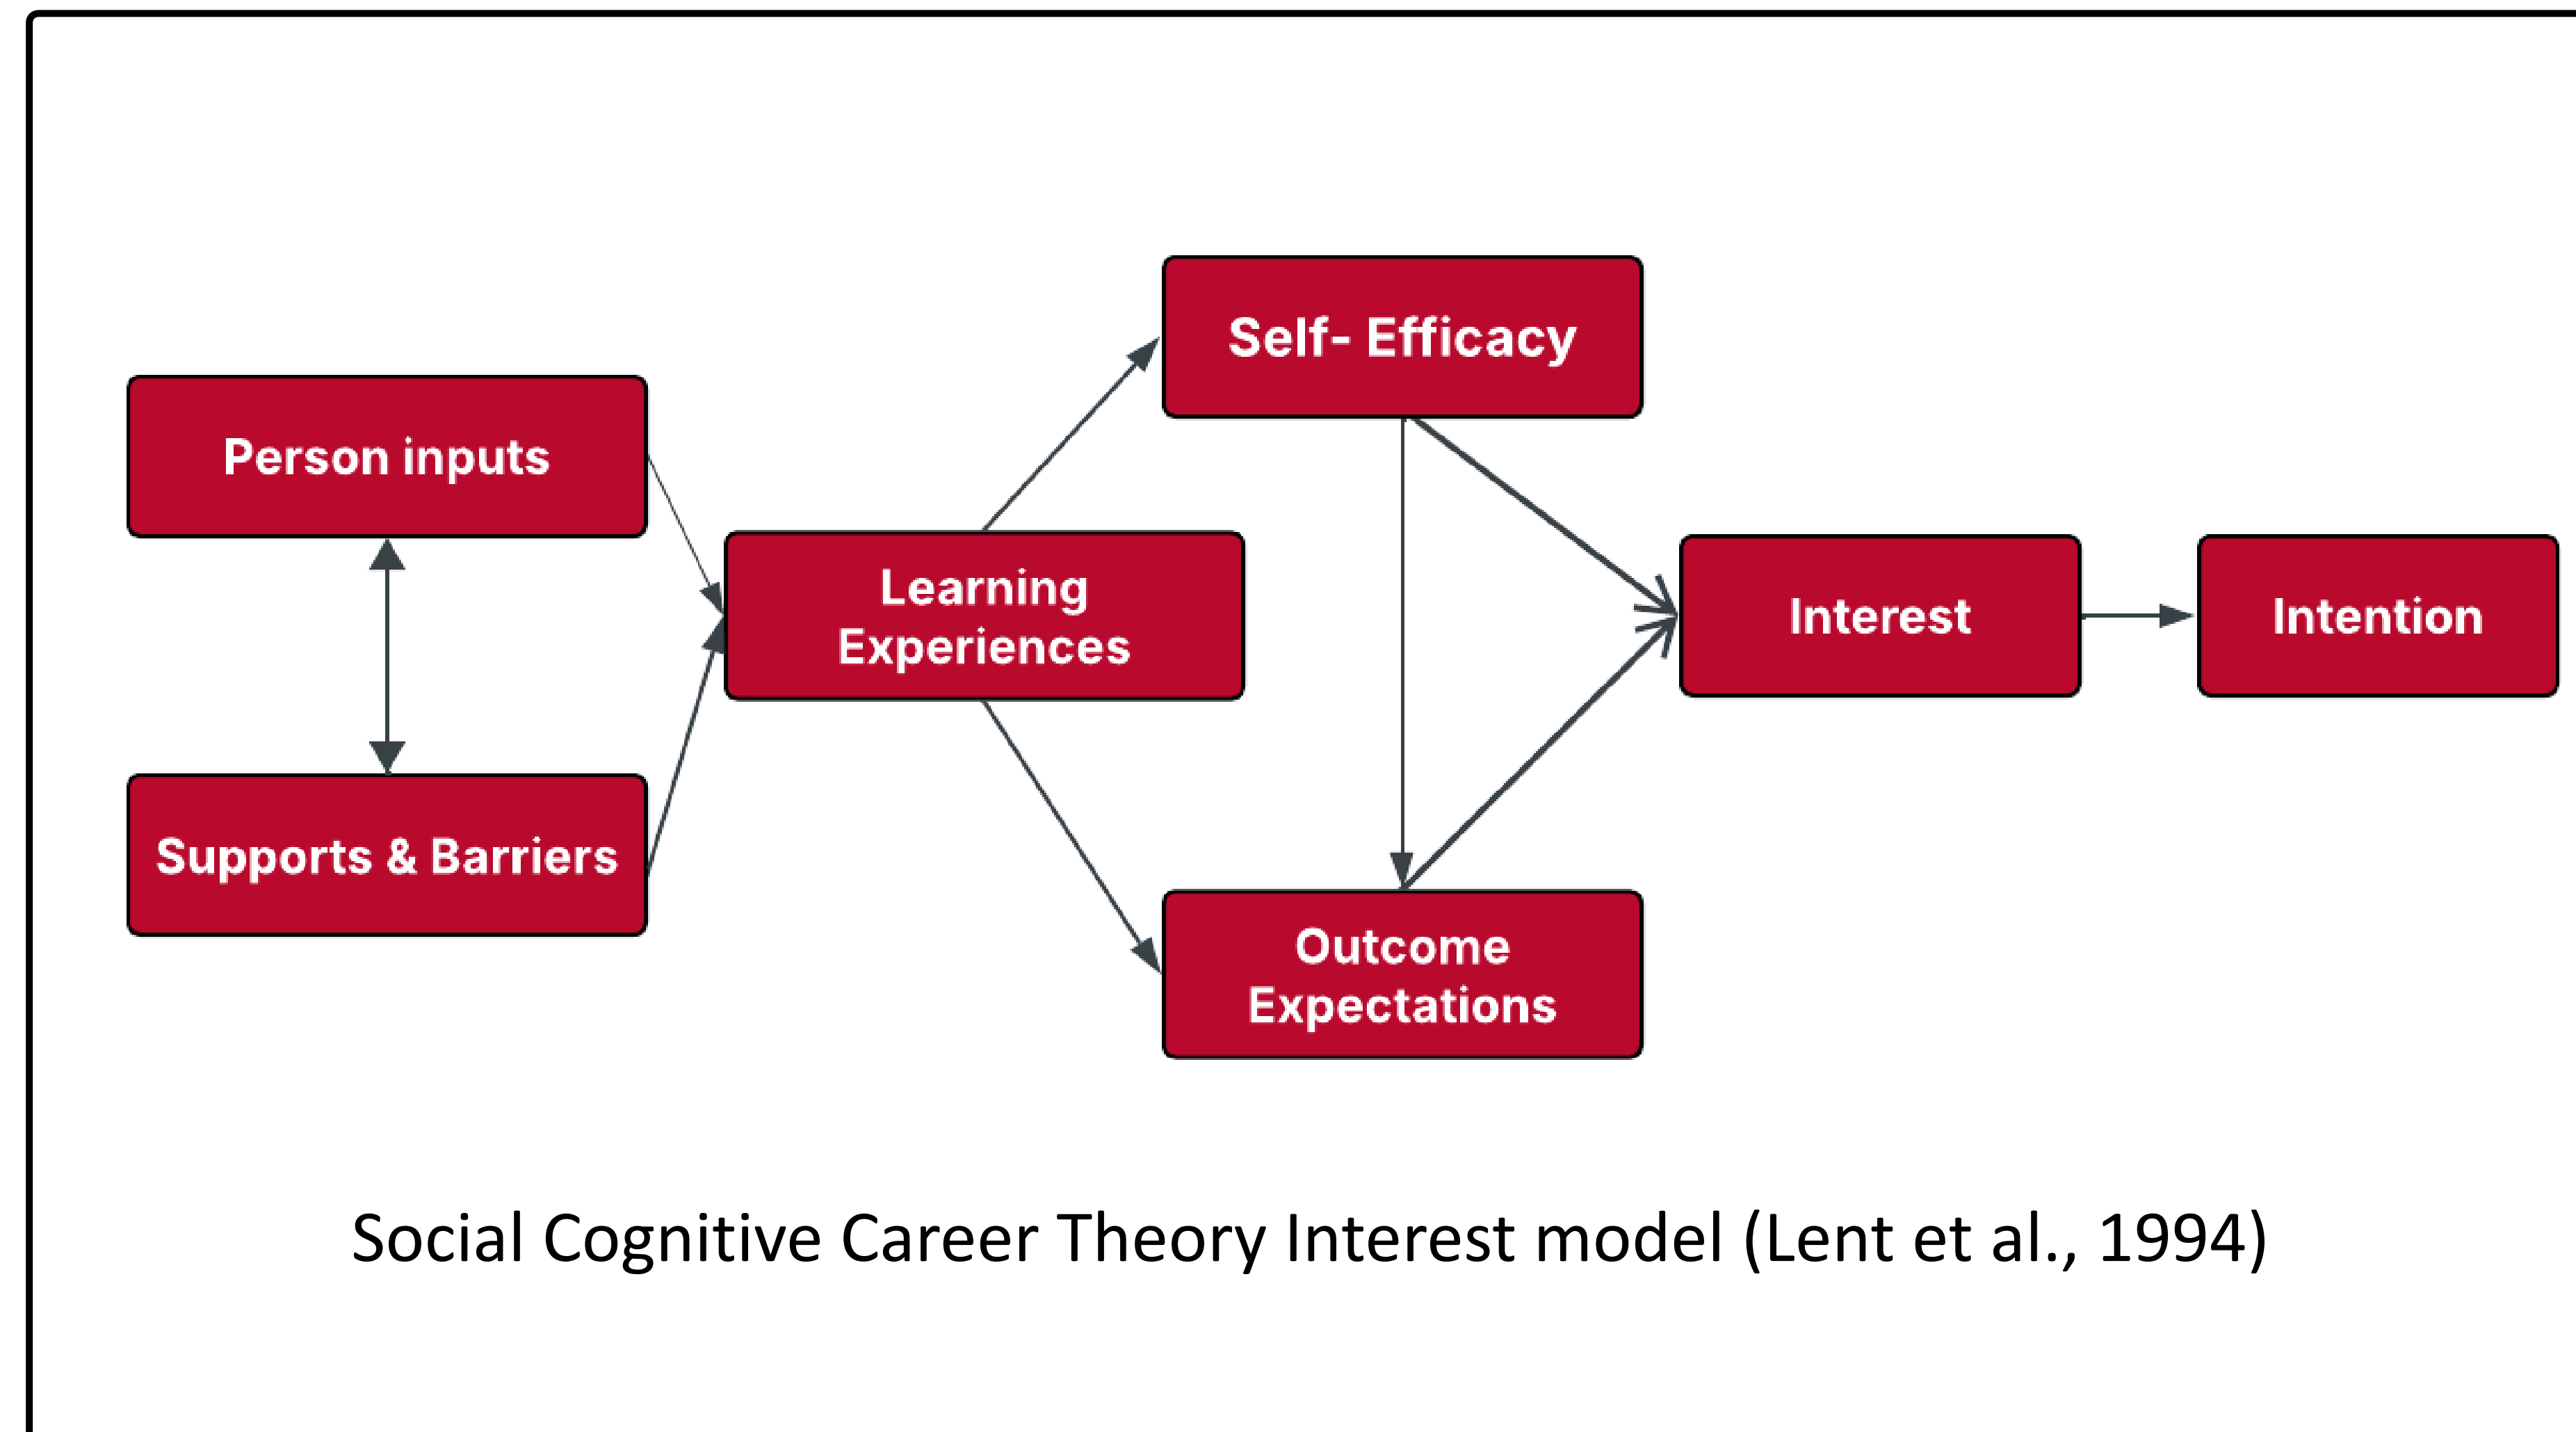 Self- Efficacy
Person inputs
Learning
Experiences
Interest
Intention
Supports & Barriers
Outcome
Expectations
Social Cognitive Career Theory Interest model (Lent et al., 1994)